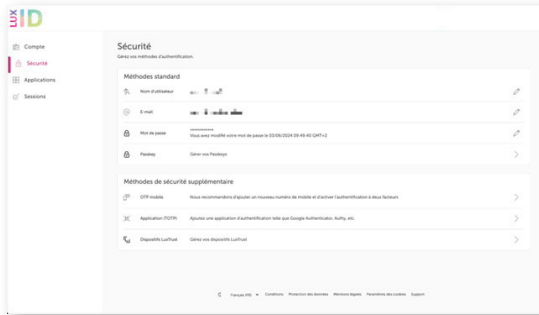 LUX ID
Compte
Sécurité
Applications
Sessions
Sécurité
Gérez vos méthodes d'authentification.
Méthodes standard
Nom d'utilisateur
E-mail
Mot de passe
••••••••••••
Vous avez modifié votre mot de passe le 03/06/2024 09:49:40 GMT+2
Passkey
Gérer vos Passkeys
Méthodes de sécurité supplémentaire
OTP mobile
Nous recommandons d'ajouter un nouveau numéro de mobile et d'activer l'authentification à deux facteurs
Application (TOTP)
Ajoutez une application d'authentification telle que Google Authenticator, Authy, etc.
Dispositifs LuxTrust
Gérez vos dispositifs LuxTrust
Français (FR)
Conditions
Protection des données
Mentions légales
Paramètres des cookies
Support